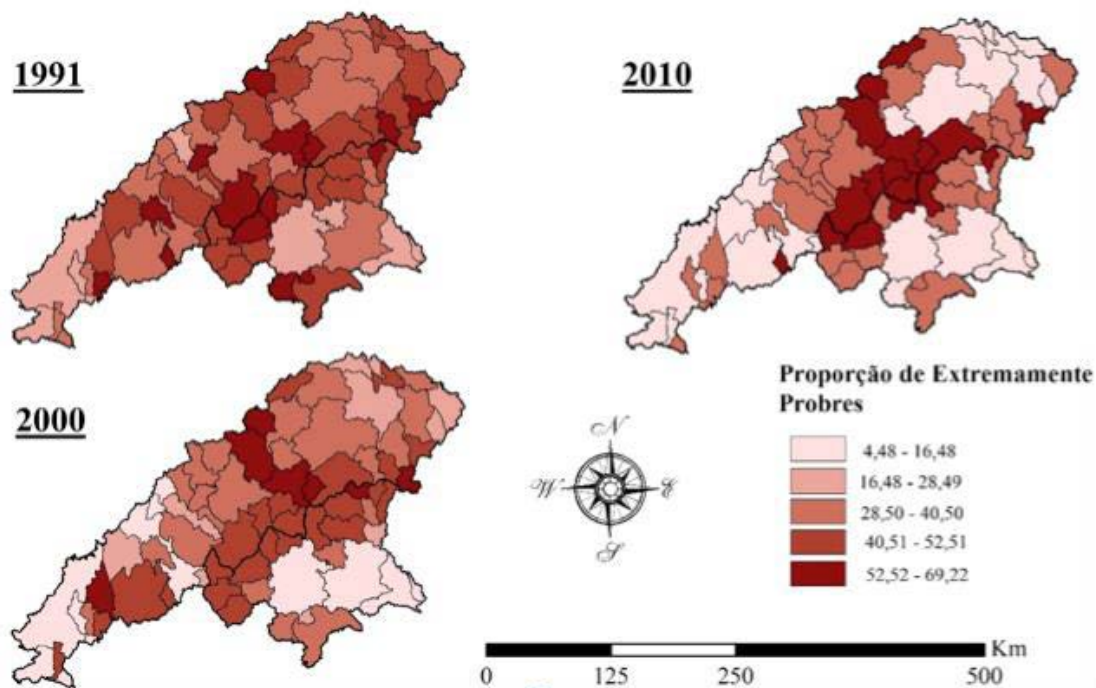 1991
2010
2000
Proporção de Extremamente
Probres
4,48 - 16,48
16,48 - 28,49
28,50 - 40,50
40,51 - 52,51
52,52 - 69,22
N
W
E
S
Km
0
125
250
500